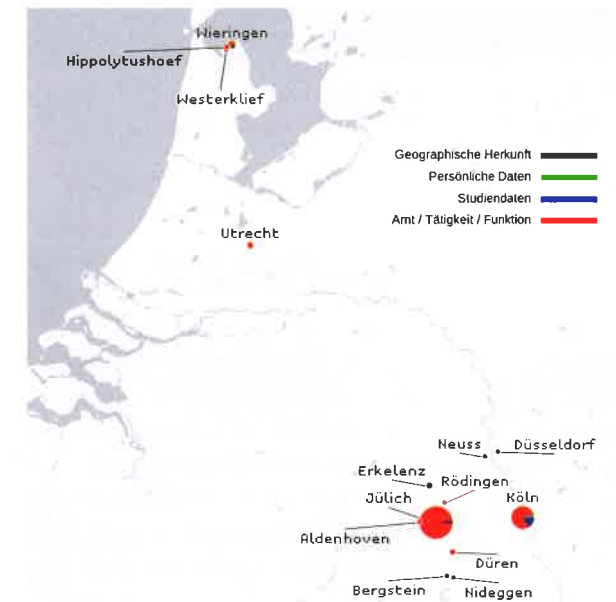 Wieringen
Hippolytushoef
Westerklief
Geographische Herkunft
Persönliche Daten
Studiendaten
Amt / Tätigkeit / Funktion
Utrecht
Neuss
Düsseldorf
Erkelenz
Rödingen
Jülich
Köln
Aldenhoven
Düren
Bergstein
Nideggen